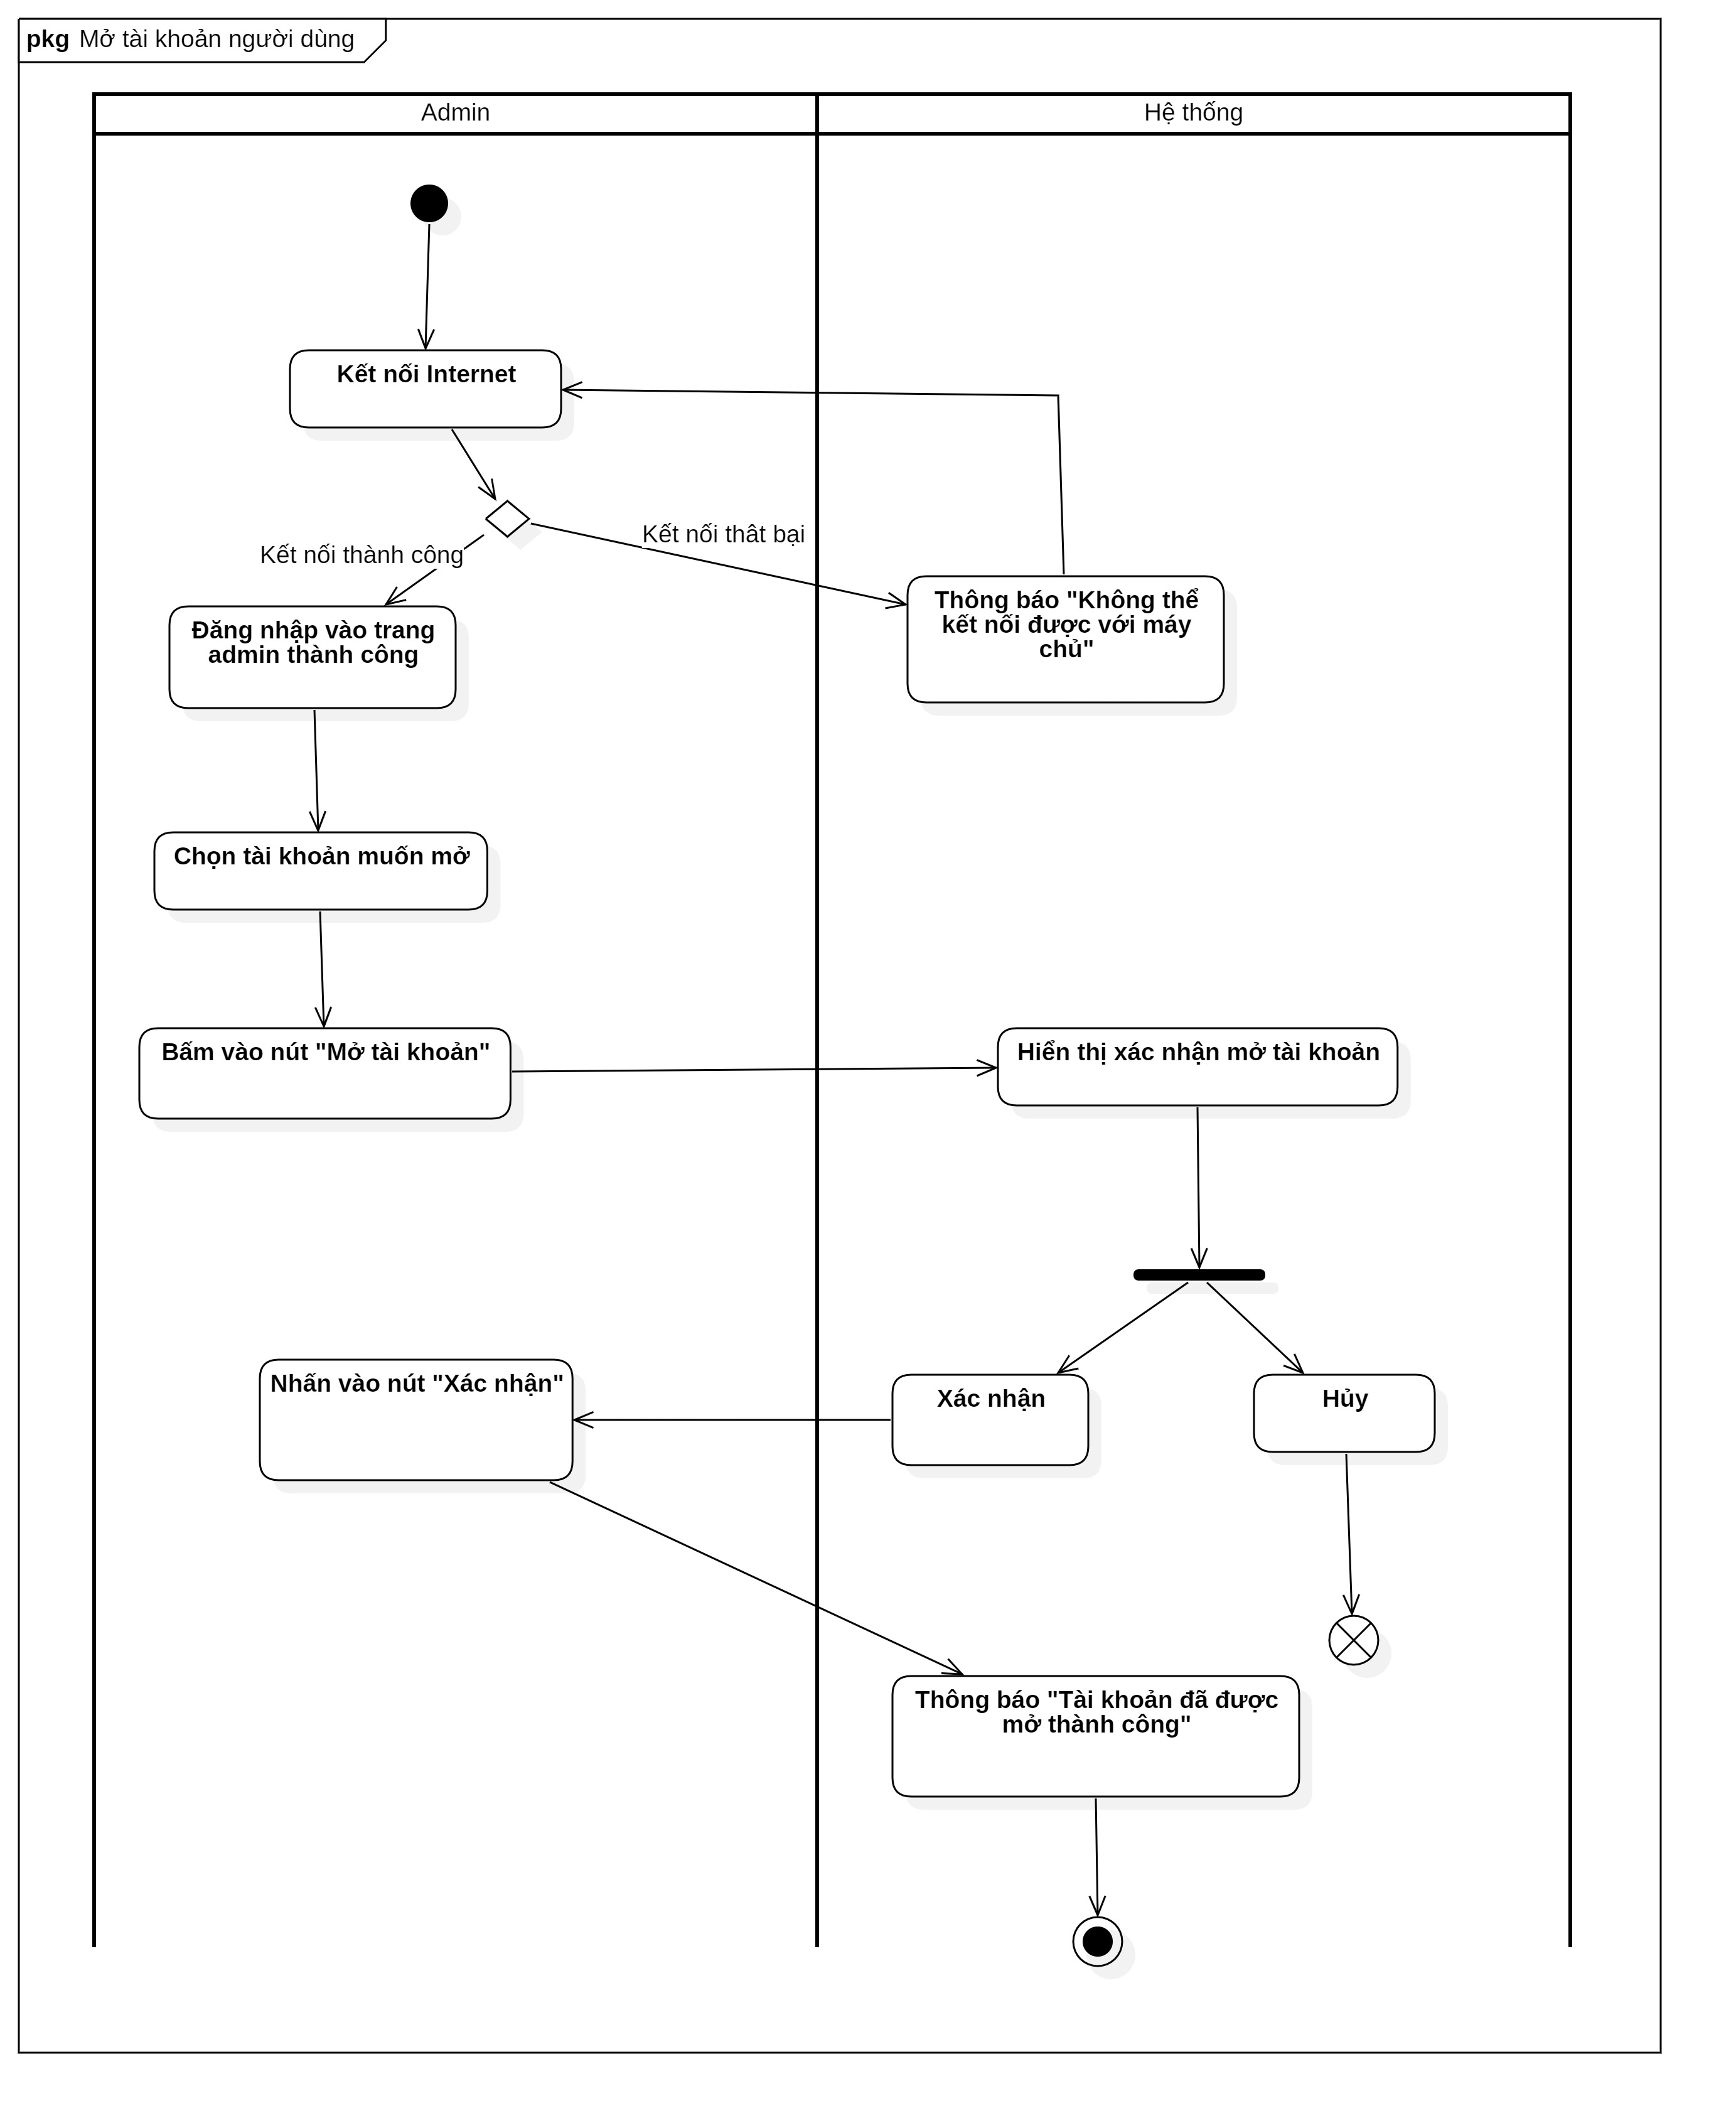 pkg Mở tài khoản người dùng
Admin
Hệ thống
Kết nối Internet
Kết nối thât bại
Kết nối thành công
Thông báo "Không thể
kết nối được với máy
chủ"
Đăng nhập vào trang
admin thành công
Chọn tài khoản muốn mở
Bấm vào nút "Mở tài khoản"
Hiển thị xác nhận mở tài khoản
Nhấn vào nút "Xác nhận"
Xác nhận
Hủy
Thông báo "Tài khoản đã được
mở thành công"